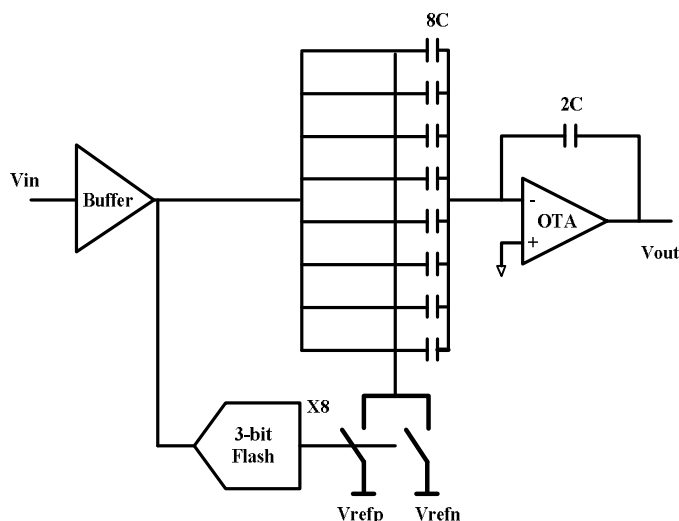 8C
2C
Vin
Buffer
-
OTA
+
Vout
X8
3-bit
Flash
Vrefp
Vrefn